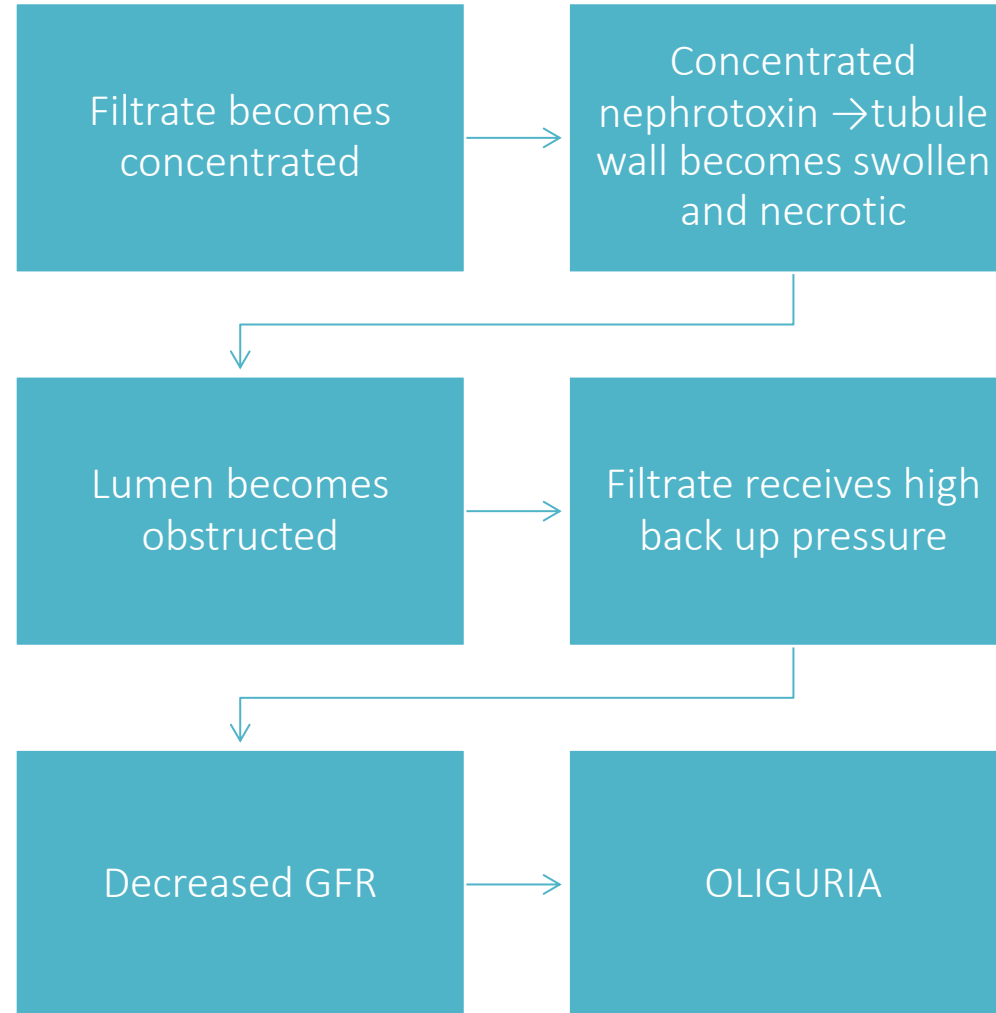 Filtrate becomes
concentrated
Concentrated
nephrotoxin →tubule
wall becomes swollen
and necrotic
Lumen becomes
obstructed
Filtrate receives high
back up pressure
Decreased GFR
OLIGURIA